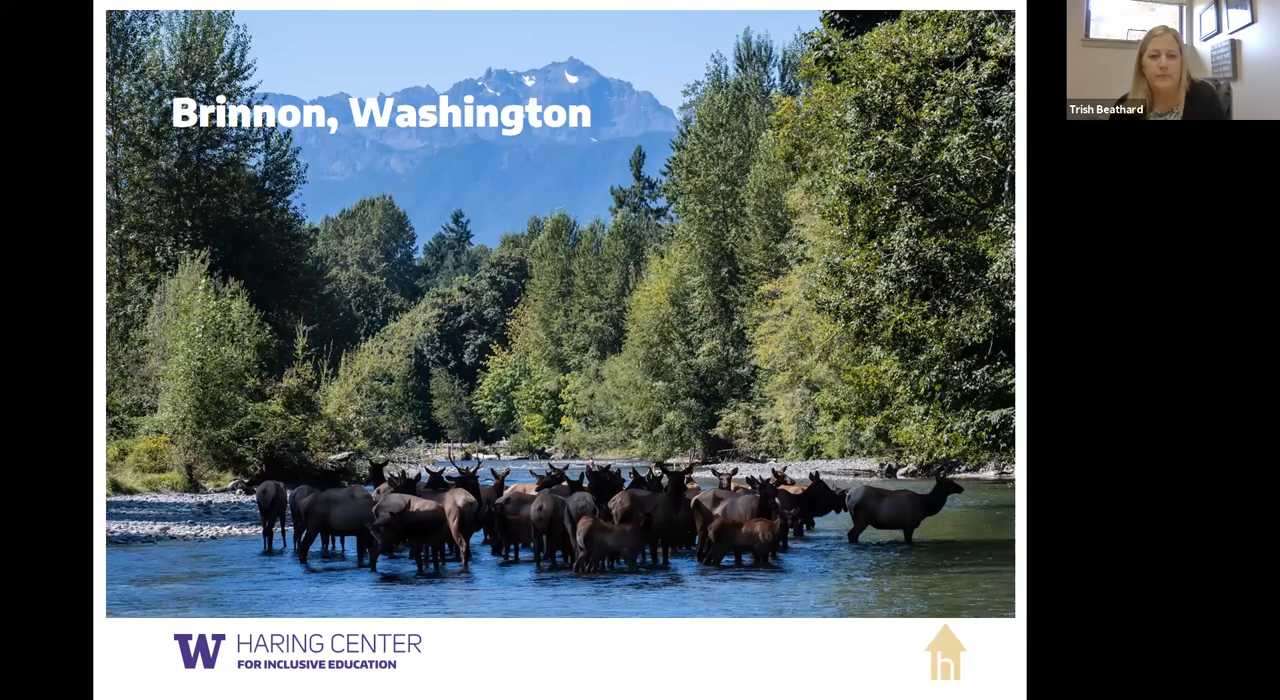 Brinnon, Washington
Trish Beathard
W HARING CENTER
FOR INCLUSIVE EDUCATION
h